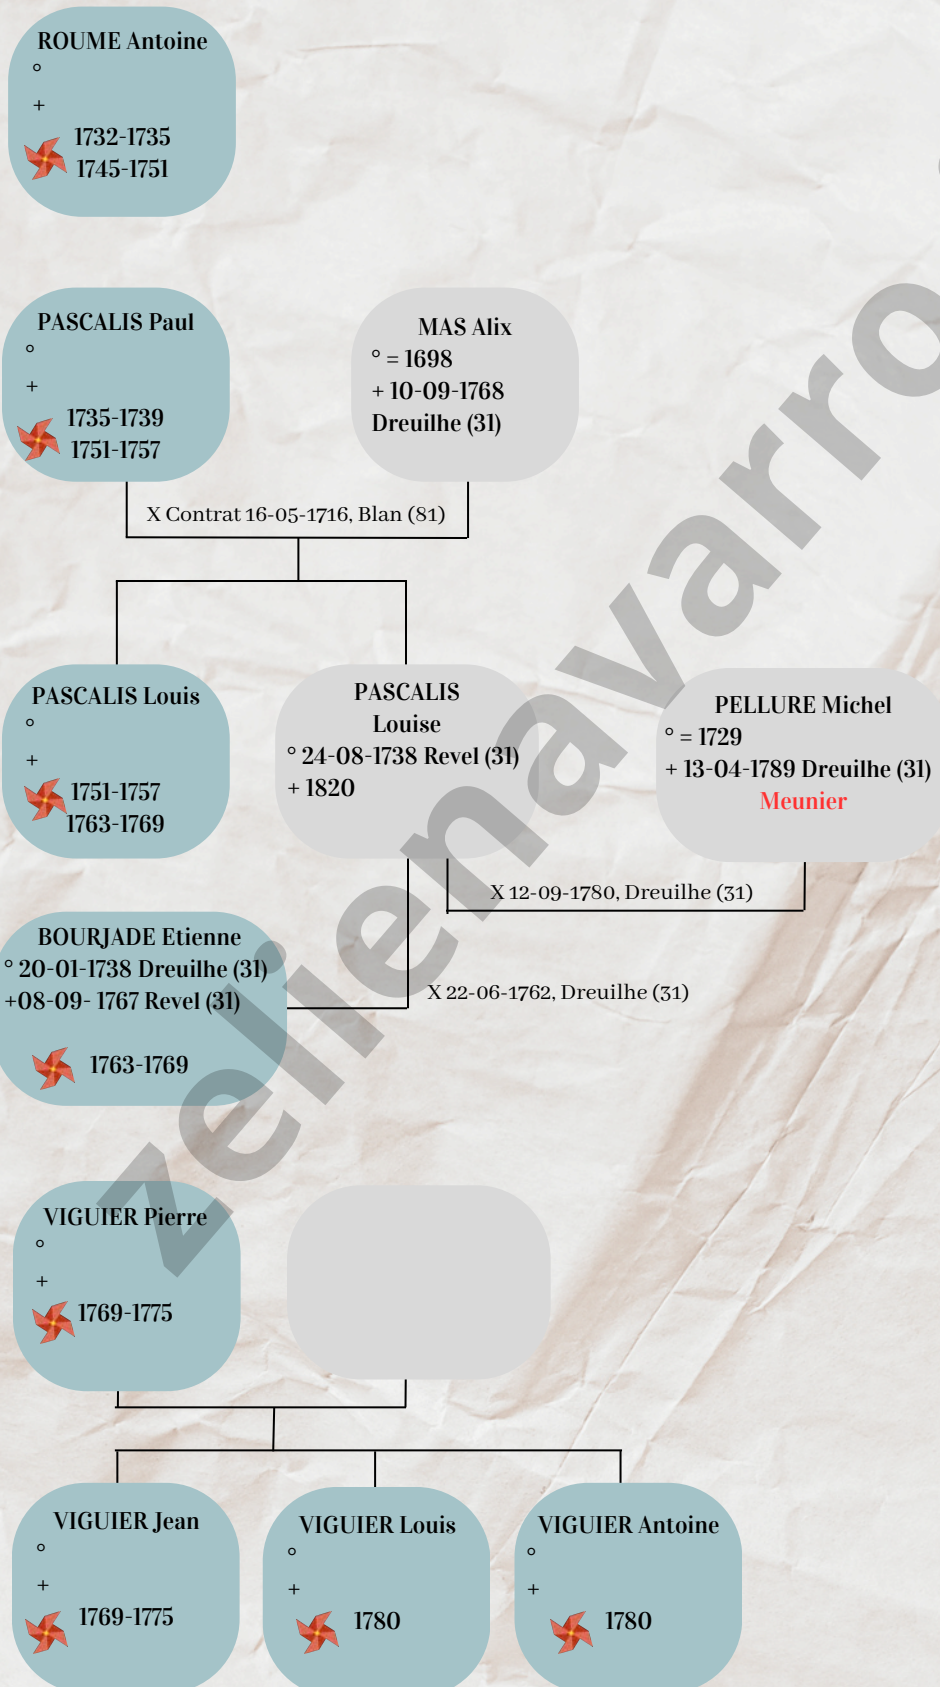 ROUME Antoine
°
+
1732-1735
1745-1751
PASCALIS Paul
°
+
1735-1739
1751-1757
MAS Alix
° = 1698
+ 10-09-1768
Dreuilhe (31)
X Contrat 16-05-1716, Blan (81)
PASCALIS Louis
°
+
1751-1757
1763-1769
PASCALIS
Louise
° 24-08-1738 Revel (31)
+ 1820
PELLURE Michel
° = 1729
+ 13-04-1789 Dreuilhe (31)
Meunier
X 12-09-1780, Dreuilhe (31)
BOURJADE Etienne
° 20-01-1738 Dreuilhe (31)
+08-09- 1767 Revel (31)
1763-1769
X 22-06-1762, Dreuilhe (31)
VIGUIER Pierre
°
+
1769-1775
VIGUIER Jean
°
+
1769-1775
VIGUIER Louis
°
+
1780
VIGUIER Antoine
°
+
1780
zelienavarro